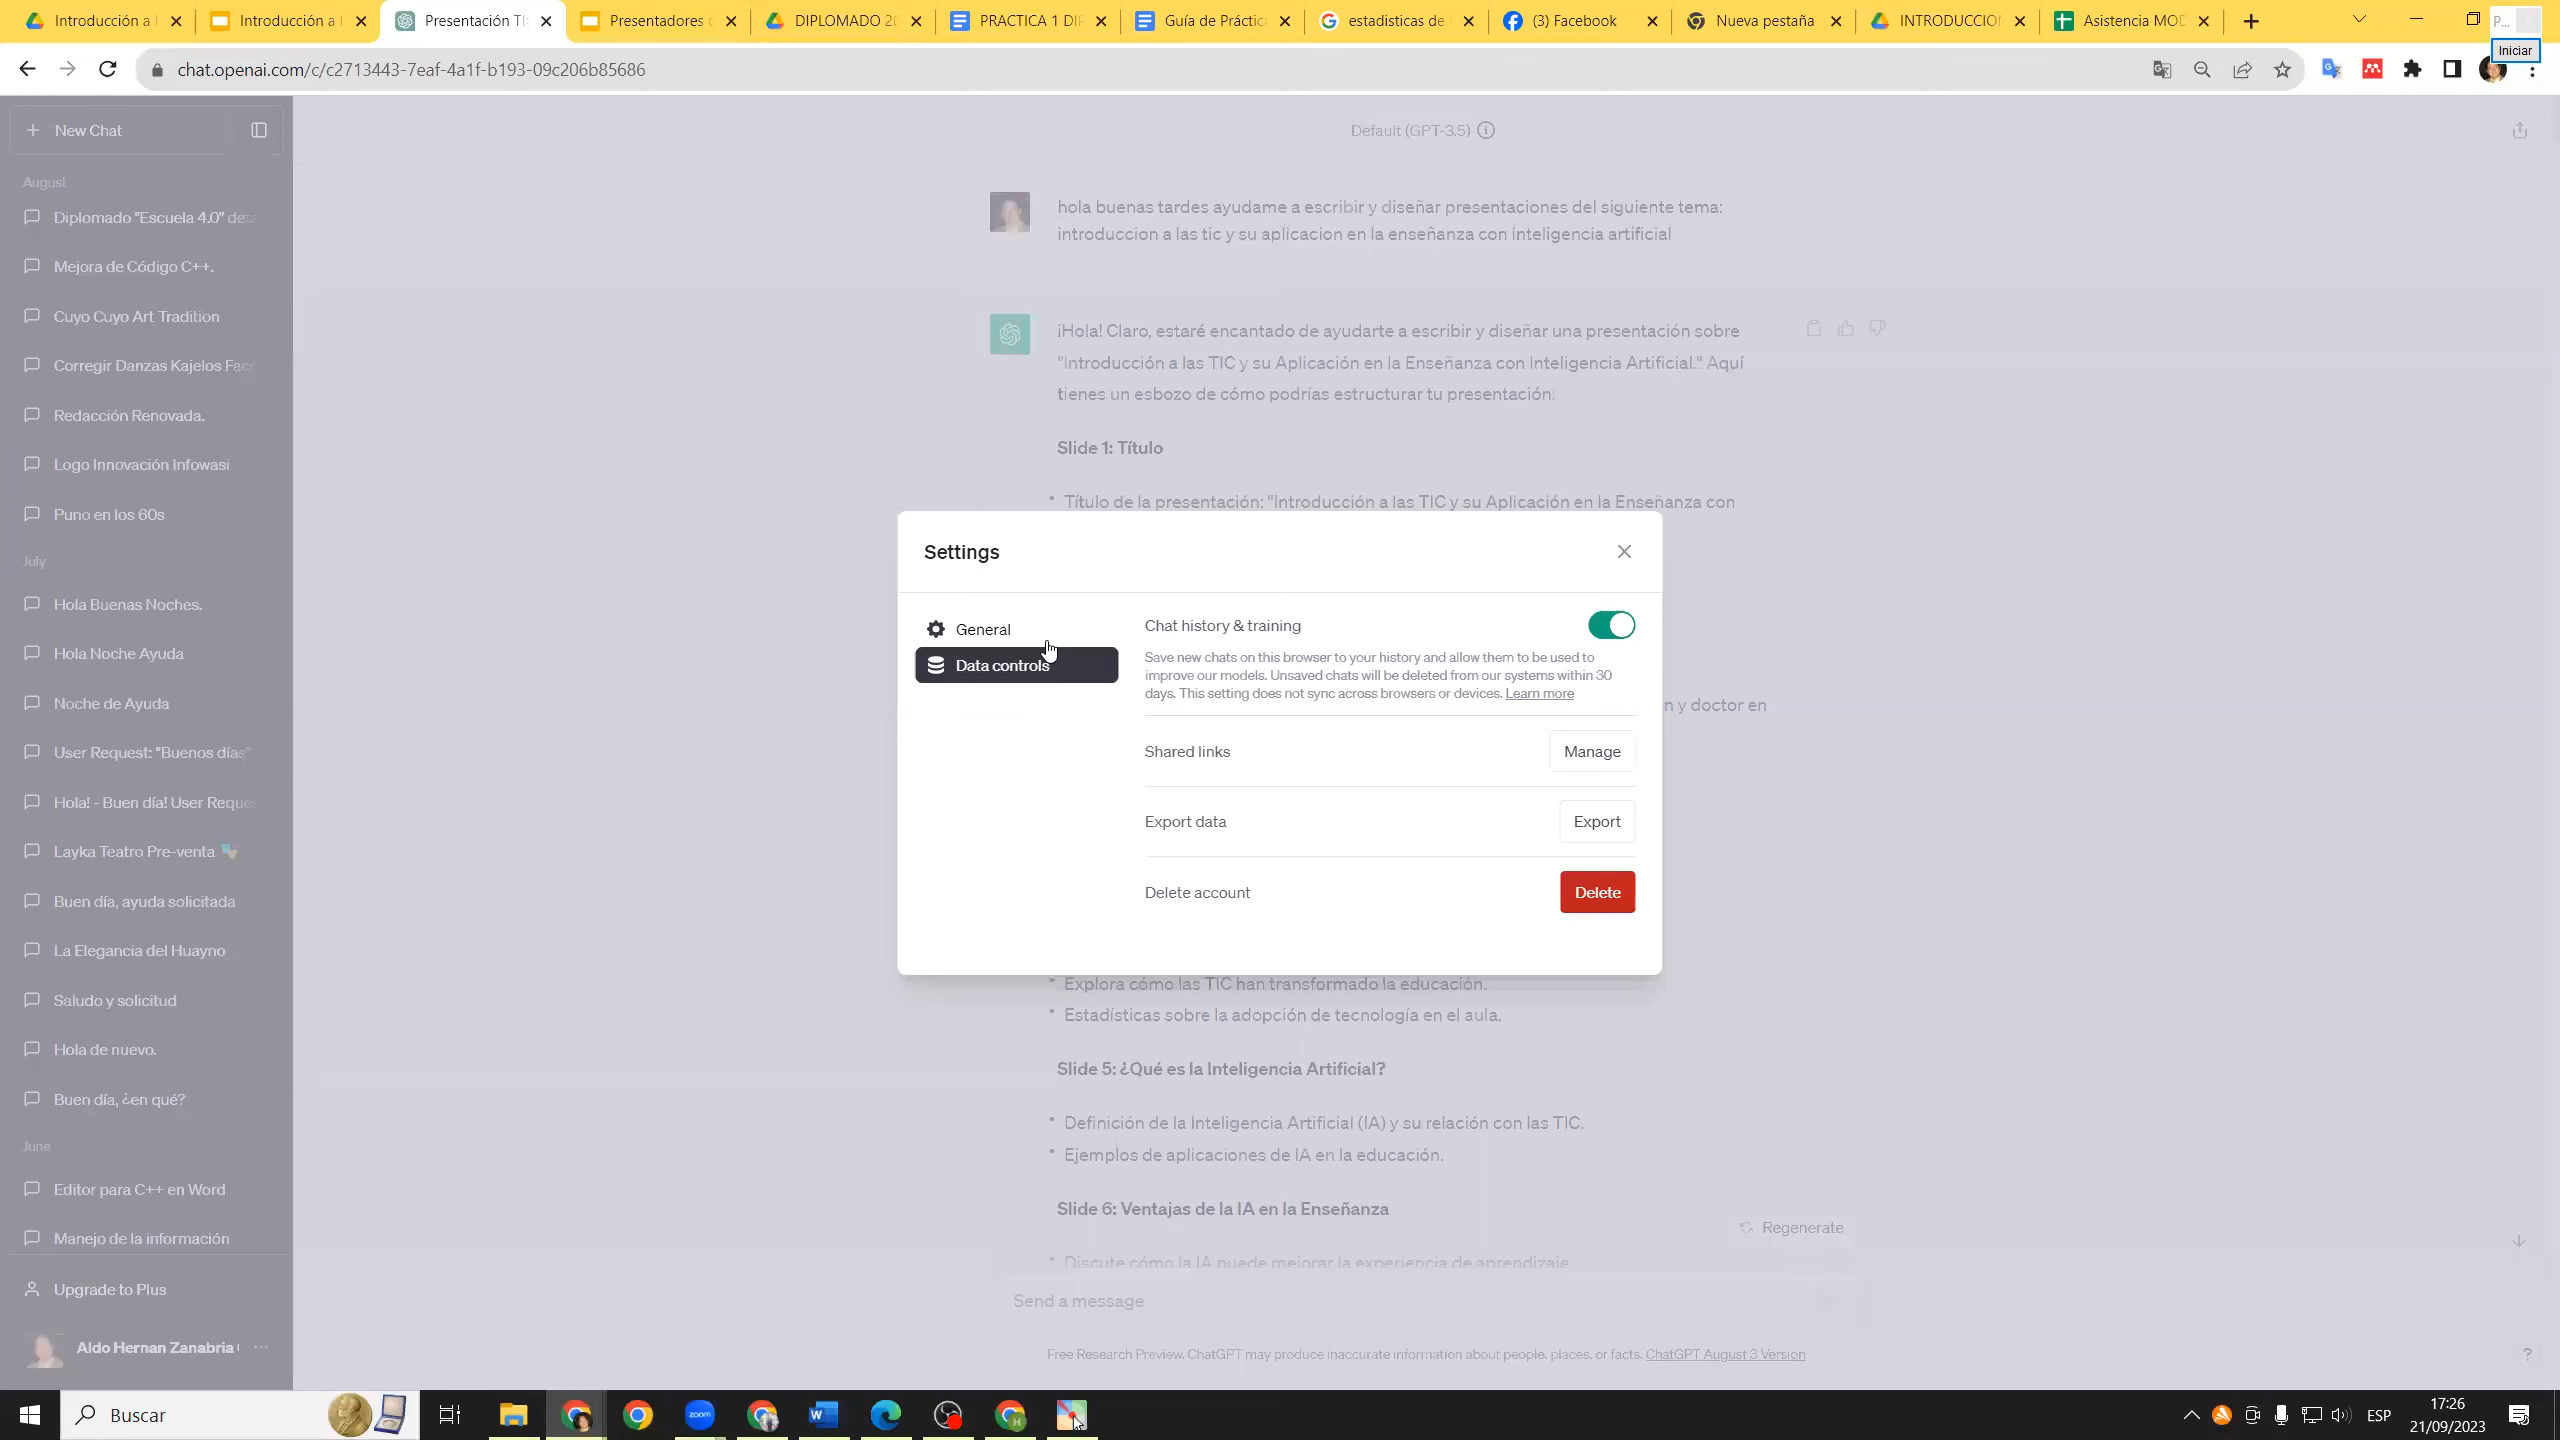 Introducción a l
Introducción a l
Presentación TI
Presentadores
DIPLOMADO 20
PRACTICA 1 DIP
Guía de Práctic
estadisticas de
(3) Facebook
Nueva pestaña
INTRODUCCIO
Asistencia MOD
P...
Iniciar
chat.openai.com/c/c2713443-7eaf-4a1f-b193-09c206b85686
New Chat
Default (GPT-3.5)
August
Diplomado "Escuela 4.0" deta
Mejora de Código C++.
Cuyo Cuyo Art Tradition
Corregir Danzas Kajelos Face
Redacción Renovada.
Logo Innovación Infowasi
Puno en los 60s
July
Hola Buenas Noches.
Hola Noche Ayuda
Noche de Ayuda
User Request: "Buenos días"
Hola! - Buen día! User Reques
Layka Teatro Pre-venta
Buen día, ayuda solicitada
La Elegancia del Huayno
Saludo y solicitud
Hola de nuevo.
Buen día, ¿en qué?
June
Editor para C++ en Word
Manejo de la información
Upgrade to Plus
Aldo Hernan Zanabria
hola buenas tardes ayudame a escribir y diseñar presentaciones del siguiente tema:
introduccion a las tic y su aplicacion en la enseñanza con inteligencia artificial
¡Hola! Claro, estaré encantado de ayudarte a escribir y diseñar una presentación sobre
"Introducción a las TIC y su Aplicación en la Enseñanza con Inteligencia Artificial." Aquí
tienes un esbozo de cómo podrías estructurar tu presentación:
Slide 1: Título
Título de la presentación: "Introducción a las TIC y su Aplicación en la Enseñanza con
n y doctor en
Settings
General
Data controls
Chat history & training
Save new chats on this browser to your history and allow them to be used to
improve our models. Unsaved chats will be deleted from our systems within 30
days. This setting does not sync across browsers or devices. Learn more
Shared links
Manage
Export data
Export
Delete account
Delete
Explora cómo las TIC han transformado la educación.
Estadísticas sobre la adopción de tecnología en el aula.
Slide 5: ¿Qué es la Inteligencia Artificial?
Definición de la Inteligencia Artificial (IA) y su relación con las TIC.
Ejemplos de aplicaciones de IA en la educación.
Slide 6: Ventajas de la IA en la Enseñanza
Regenerate
Discute cómo la IA puede mejorar la experiencia de aprendizaje
Send a message
Free Research Preview. ChatGPT may produce inaccurate information about people, places, or facts. ChatGPT August 3 Version
?
Buscar
zoom
W
H
ESP
17:26
21/09/2023